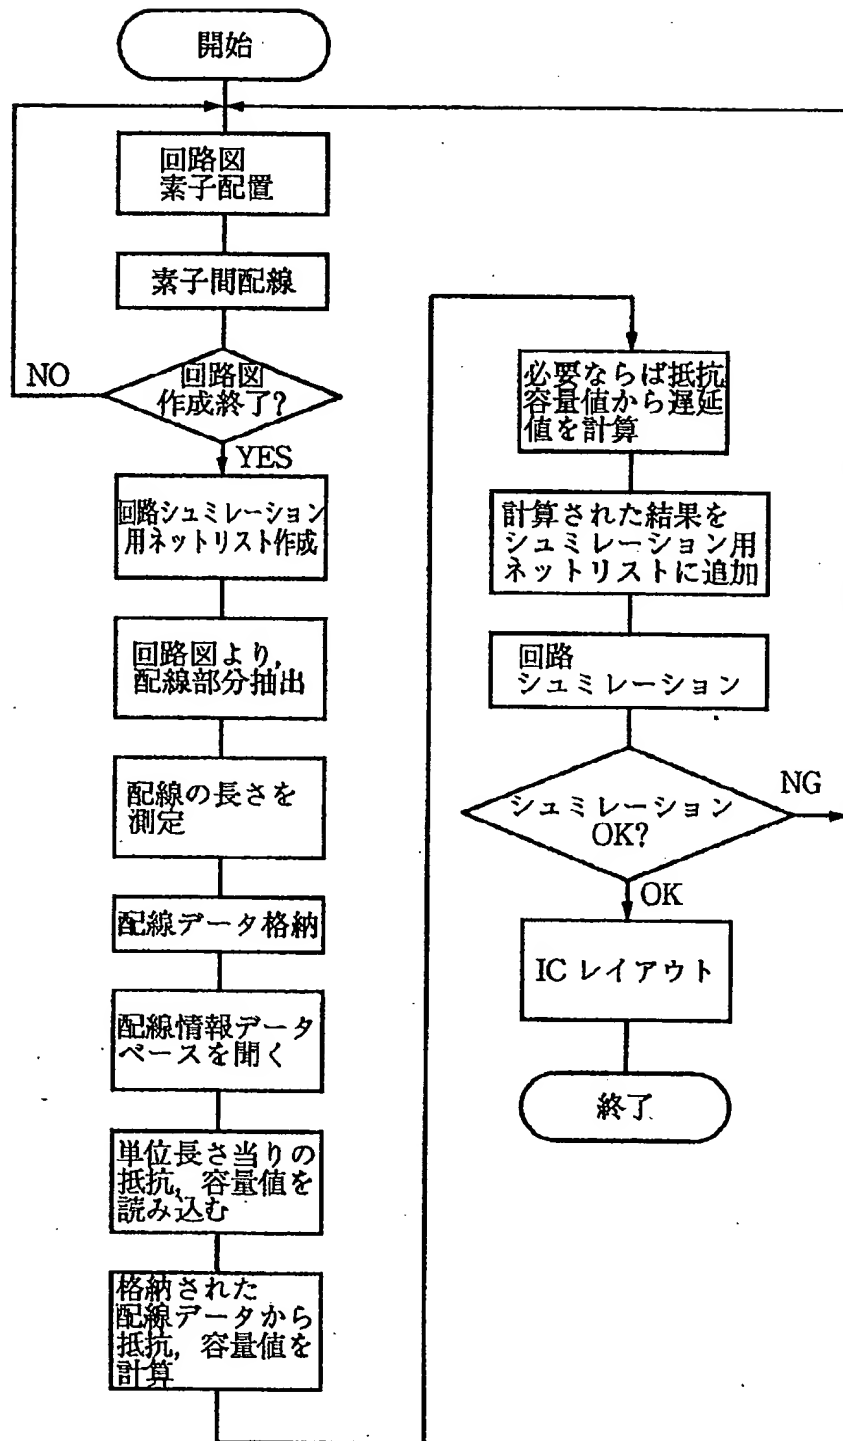 開始
回路図
素子配置
素子間配線
NO
回路図
作成終了?
YES
回路シュミレーション
用ネットリスト作成
回路図より,
配線部分抽出
配線の長さを
測定
配線データ格納
配線情報データ
ベースを聞く
単位長さ当りの
抵抗, 容量値を
読み込む
格納された
配線データから
抵抗, 容量値を
計算
必要ならば抵抗
容量値から遅延
値を計算
計算された結果を
シュミレーション用
ネットリストに追加
回路
シュミレーション
シュミレーション
OK?
NG
OK
IC レイアウト
終了